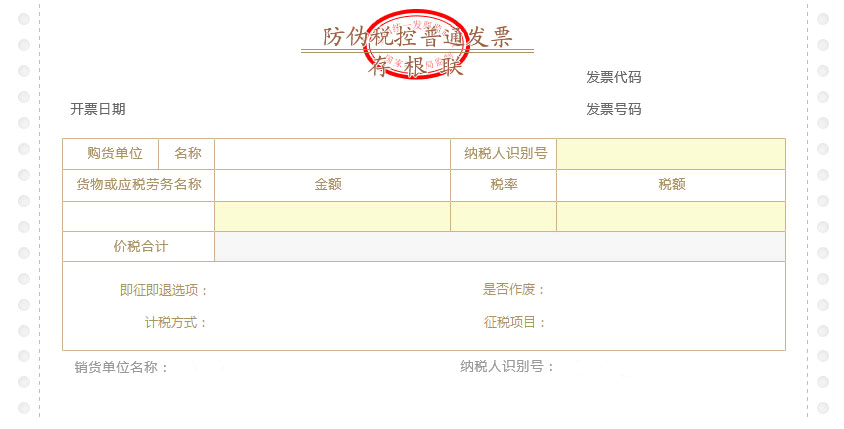 防伪税控普通发票
存根联
发票代码
开票日期 发票号码
购货单位 名称 纳税人识别号
货物或应税劳务名称 金额 税率 税额
价税合计
即征即退选项： 是否作废：
计税方式： 征税项目：
销货单位名称： 纳税人识别号：